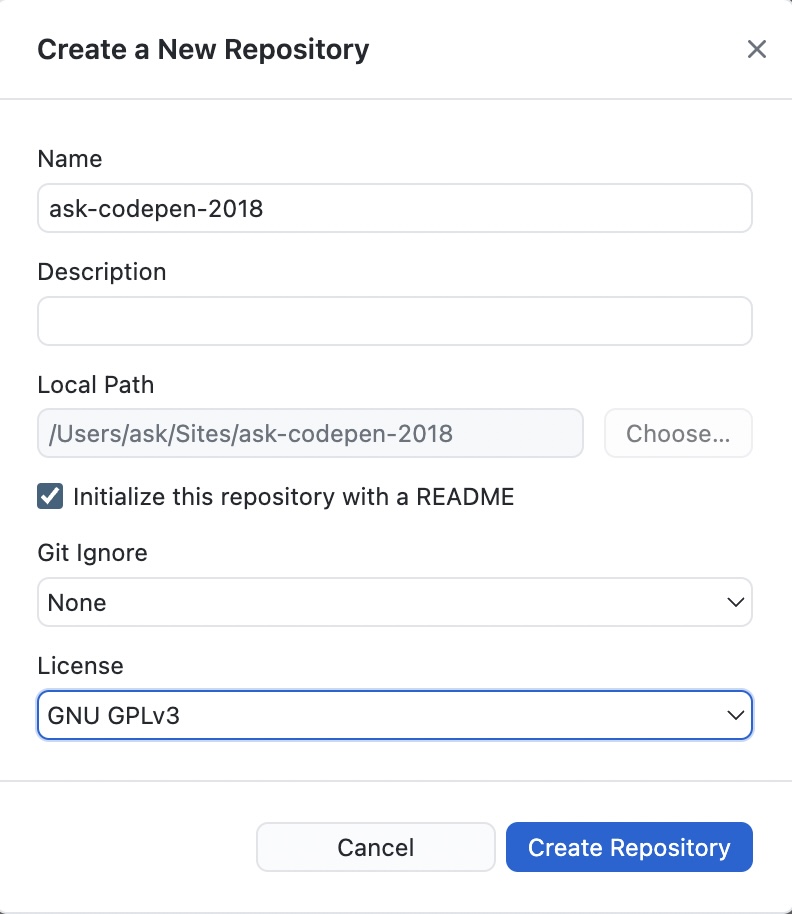 Create a New Repository
Name
ask-codepen-2018
Description
Local Path
/Users/ask/Sites/ask-codepen-2018
Choose...
Initialize this repository with a README
Git Ignore
None
License
GNU GPLv3
Cancel
Create Repository